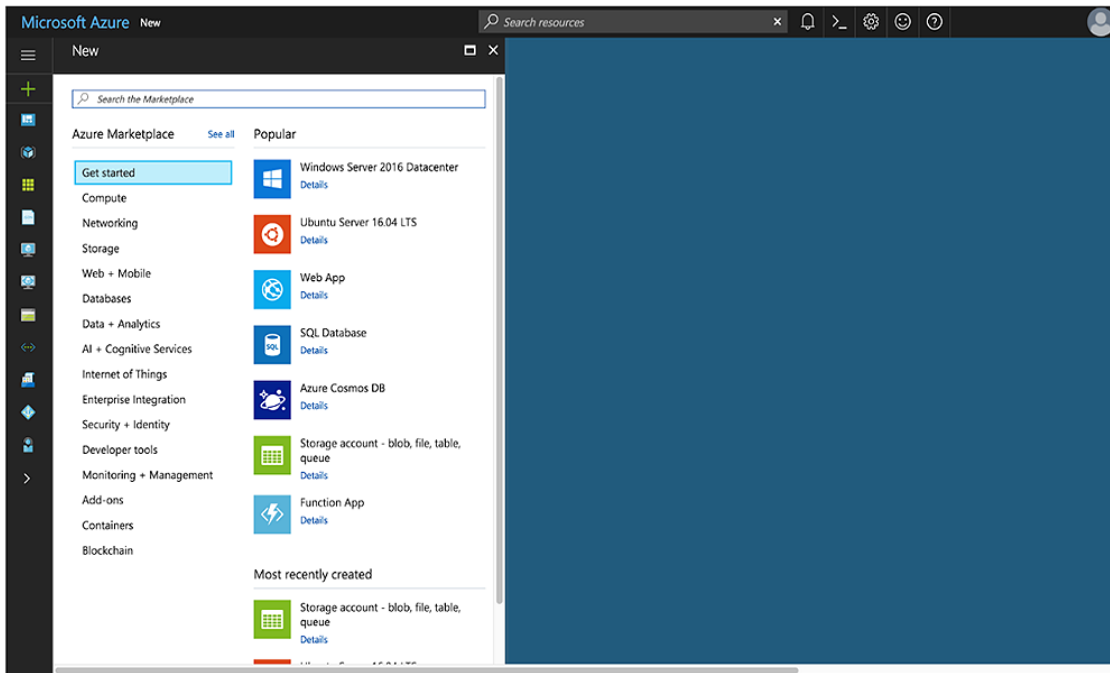 Microsoft Azure New
Search resources
New
Search the Marketplace
Azure Marketplace
See all
Get started
Compute
Networking
Storage
Web + Mobile
Databases
Data + Analytics
AI + Cognitive Services
Internet of Things
Enterprise Integration
Security + Identity
Developer tools
Monitoring + Management
Add-ons
Containers
Blockchain
Popular
Windows Server 2016 Datacenter
Details
Ubuntu Server 16.04 LTS
Details
Web App
Details
SQL
SQL Database
Details
Azure Cosmos DB
Details
Storage account - blob, file, table,
queue
Details
Function App
Details
Most recently created
Storage account - blob, file, table,
queue
Details